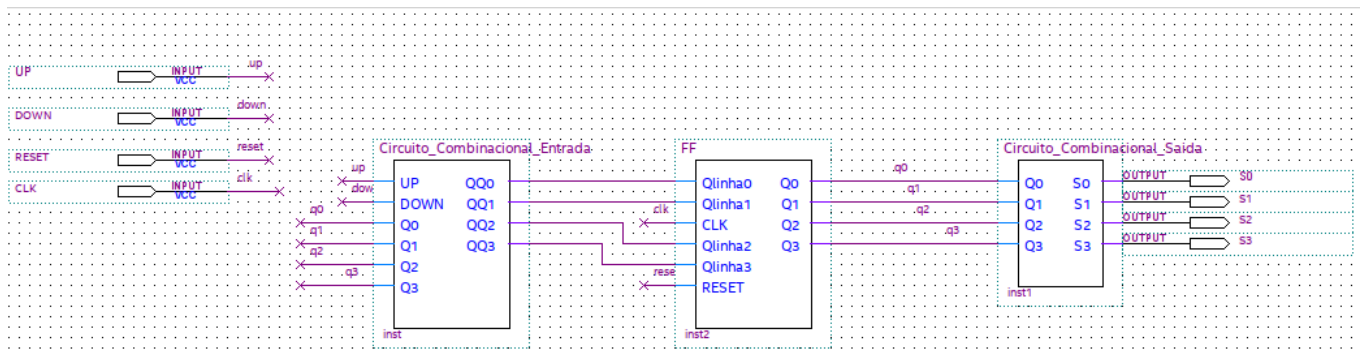 UP INPUT VCC up
DOWN INPUT VCC down
RESET INPUT VCC reset
CLK INPUT VCC clk
Circuito_Combinacional_Entrada
up UP QQ0
dow DOWN QQ1
q0 Q0 QQ2
q1 Q1 QQ3
q2 Q2
q3 Q3
inst
FF
Qlinha0 Q0 q0
Qlinha1 Q1 q1
clk CLK Q2 q2
Qlinha2 Q3 q3
Qlinha3
rese RESET
inst2
Circuito_Combinacional_Saida
Q0 S0 OUTPUT S0
Q1 S1 OUTPUT S1
Q2 S2 OUTPUT S2
Q3 S3 OUTPUT S3
inst1